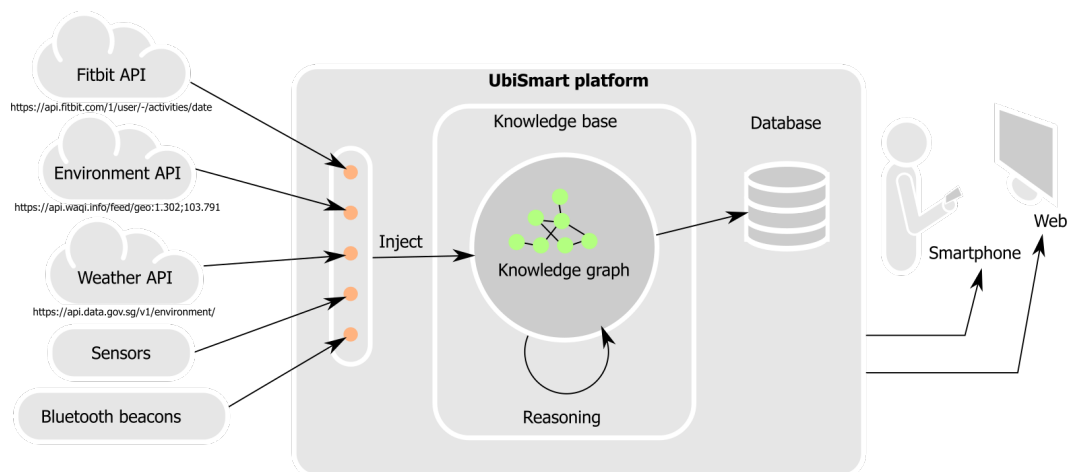 Fitbit API
https://api.fitbit.com/1/user/-/activities/date
Environment API
https://api.waqi.info/feed/geo:1.302;103.791
Weather API
https://api.data.gov.sg/v1/environment/
Sensors
Bluetooth beacons
UbiSmart platform
Inject
Knowledge base
Knowledge graph
Reasoning
Database
Smartphone
Web